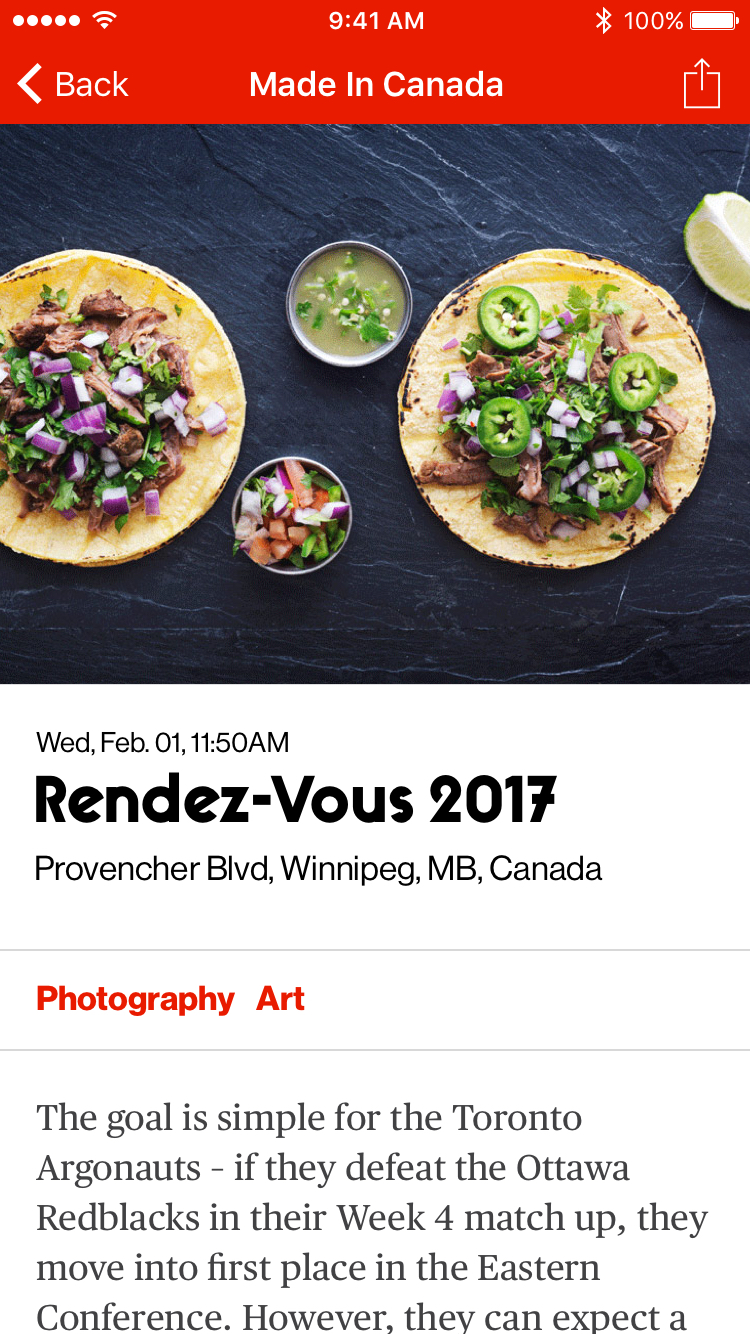 9:41 AM 100%
Back Made In Canada
Wed, Feb. 01, 11:50AM
Rendez-Vous 2017
Provencher Blvd, Winnipeg, MB, Canada
Photography Art
The goal is simple for the Toronto
Argonauts – if they defeat the Ottawa
Redblacks in their Week 4 match up, they
move into first place in the Eastern
Conference. However, they can expect a